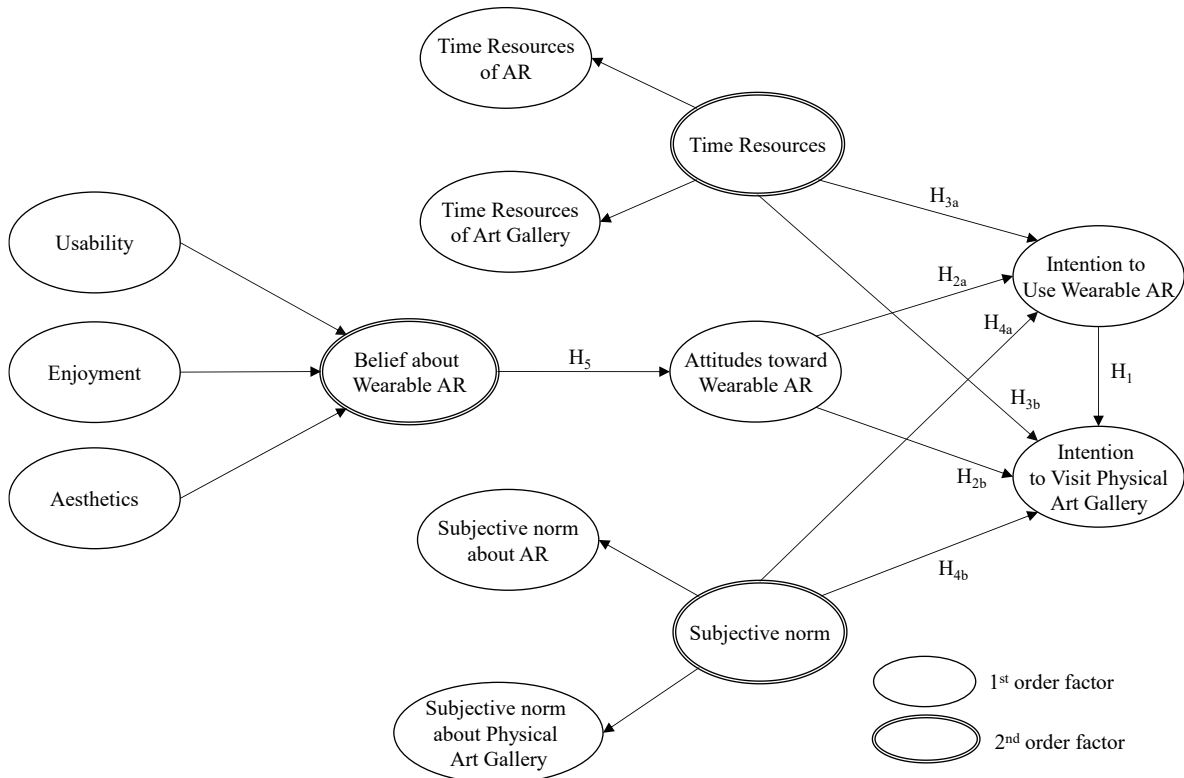 Time Resources
of AR
Time Resources
Time Resources
of Art Gallery
H3a
Usability
Intention to
Use Wearable AR
H2a
H4a
Enjoyment
Belief about
Wearable AR
H5
Attitudes toward
Wearable AR
H1
H3b
Aesthetics
Intention
to Visit Physical
Art Gallery
H2b
Subjective norm
about AR
H4b
Subjective norm
1st order factor
Subjective norm
about Physical
Art Gallery
2nd order factor